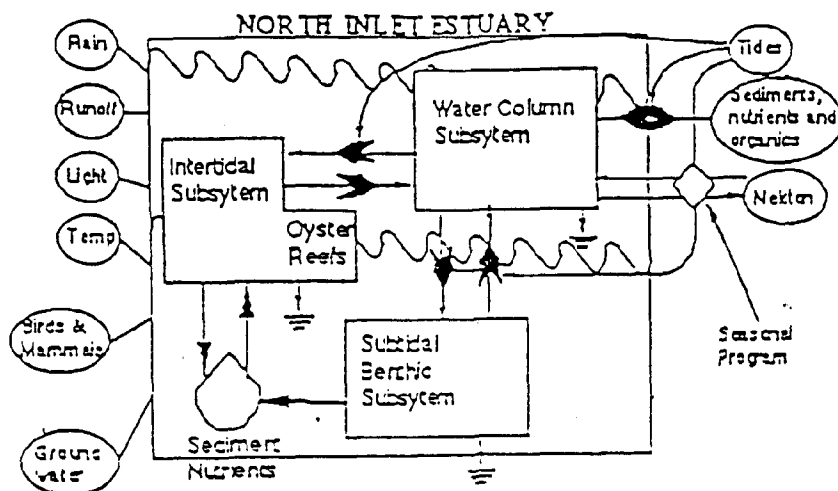 NORTH INLET ESTUARY
Rain
Runoff
Light
Temp
Birds &
Mammals
Ground
water
Intertidal
Subsytem
Oyster
Reefs
Water Column
Subsytem
Subtidal
Benthic
Subsytem
Sediment
Nutrients
Tides
Sediments,
nutrients and
organics
Nekton
Seasonal
Program